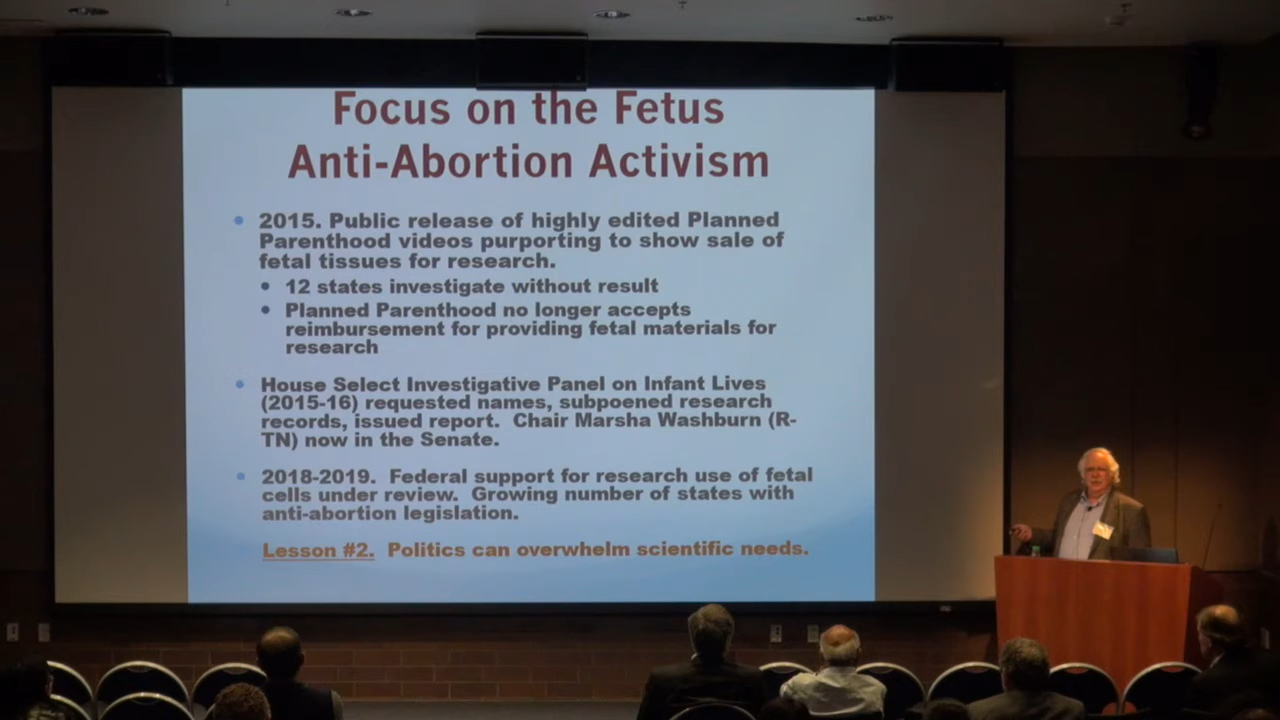 Focus on the Fetus
Anti-Abortion Activism
• 2015. Public release of highly edited Planned
Parenthood videos purporting to show sale of
fetal tissues for research.
• 12 states investigate without result
• Planned Parenthood no longer accepts
reimbursement for providing fetal materials for
research
• House Select Investigative Panel on Infant Lives
(2015-16) requested names, subpoened research
records, issued report. Chair Marsha Washburn (R-
TN) now in the Senate.
• 2018-2019. Federal support for research use of fetal
cells under review. Growing number of states with
anti-abortion legislation.
Lesson #2. Politics can overwhelm scientific needs.